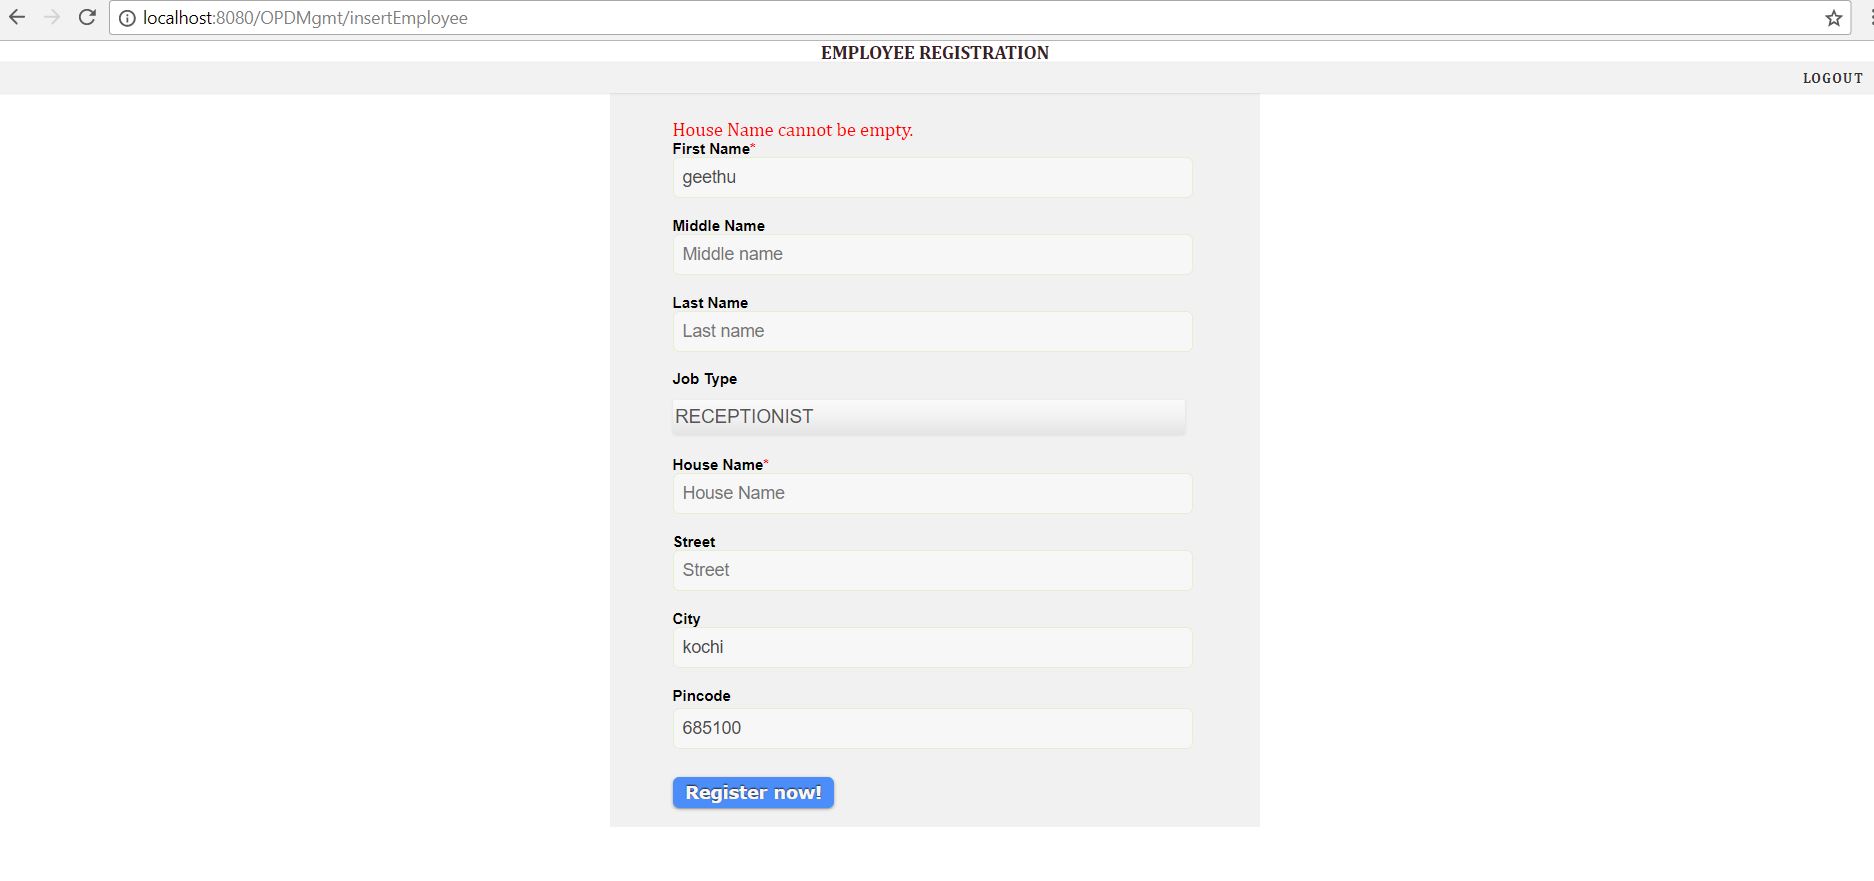 localhost:8080/OPDMgmt/insertEmployee
EMPLOYEE REGISTRATION
LOGOUT
House Name cannot be empty.
First Name*
geethu
Middle Name
Middle name
Last Name
Last name
Job Type
RECEPTIONIST
House Name*
House Name
Street
Street
City
kochi
Pincode
685100
Register now!